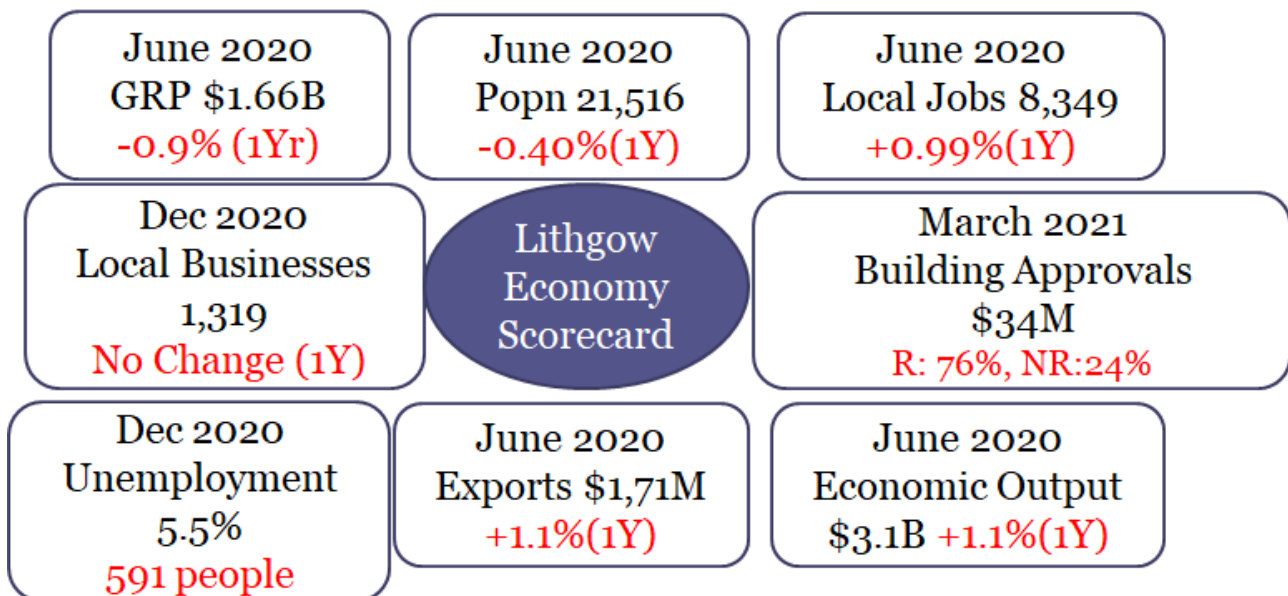 June 2020
GRP $1.66B
-0.9% (1Yr)
June 2020
Popn 21,516
-0.40%(1Y)
June 2020
Local Jobs 8,349
+0.99%(1Y)
Dec 2020
Local Businesses
1,319
No Change (1Y)
Lithgow
Economy
Scorecard
March 2021
Building Approvals
$34M
R: 76%, NR:24%
Dec 2020
Unemployment
5.5%
591 people
June 2020
Exports $1,71M
+1.1%(1Y)
June 2020
Economic Output
$3.1B +1.1%(1Y)